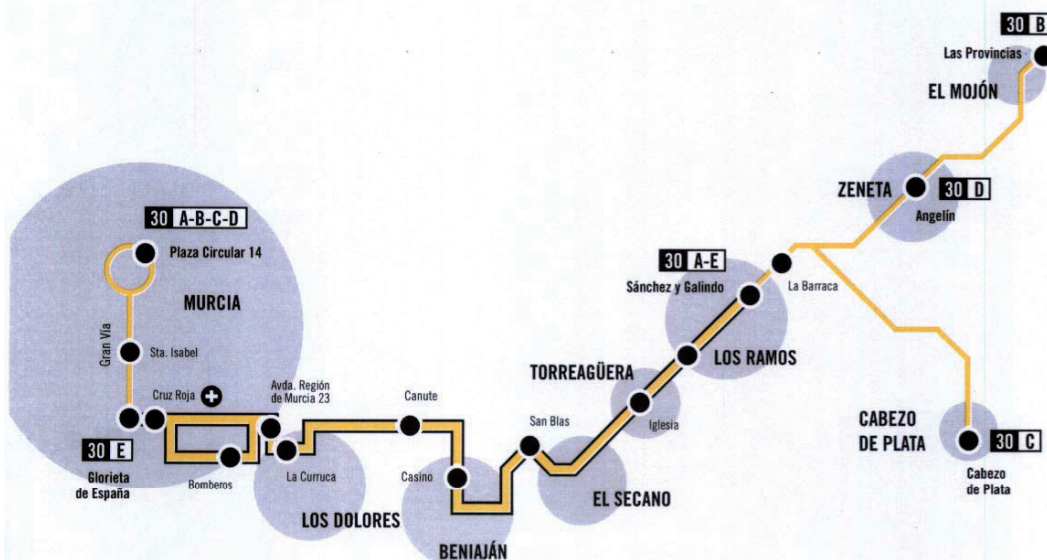 30 B
Las Provincias
EL MOJÓN
ZENETA
30 D
Angelín
30 A-B-C-D
Plaza Circular 14
MURCIA
Gran Vía
Sta. Isabel
Cruz Roja
30 E
Glorieta
de España
Bomberos
Avda. Región
de Murcia 23
La Curruca
LOS DOLORES
Canute
Casino
BENIAJÁN
San Blas
EL SECANO
TORREAGÜERA
Iglesia
30 A-E
Sánchez y Galindo
LOS RAMOS
La Barraca
CABEZO
DE PLATA
30 C
Cabezo
de Plata